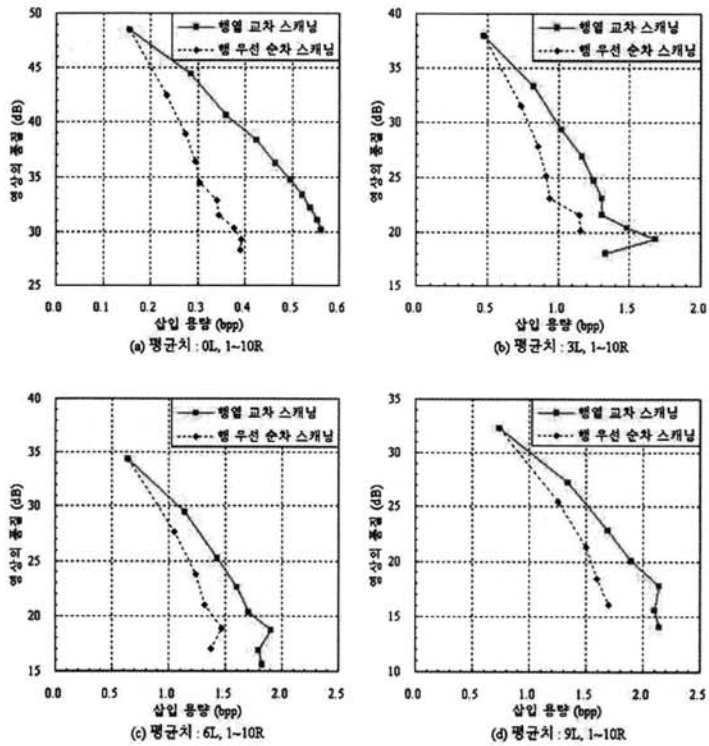 50
45
40
35
30
25
영상의 품질 (dB)
행열 교차 스캐닝
행 우선 순차 스캐닝
0.0 0.1 0.2 0.3 0.4 0.5 0.6
삽입 용량 (bpp)
(a) 평균치 : 0L, 1~10R
40
35
30
25
20
15
영상의 품질 (dB)
행열 교차 스캐닝
행 우선 순차 스캐닝
0.0 0.5 1.0 1.5 2.0
삽입 용량 (bpp)
(b) 평균치 : 3L, 1~10R
40
35
30
25
20
15
영상의 품질 (dB)
행열 교차 스캐닝
행 우선 순차 스캐닝
0.0 0.5 1.0 1.5 2.0 2.5
삽입 용량 (bpp)
(c) 평균치 : 6L, 1~10R
35
30
25
20
15
10
영상의 품질 (dB)
행열 교차 스캐닝
행 우선 순차 스캐닝
0.0 0.5 1.0 1.5 2.0 2.5
삽입 용량 (bpp)
(d) 평균치 : 9L, 1~10R